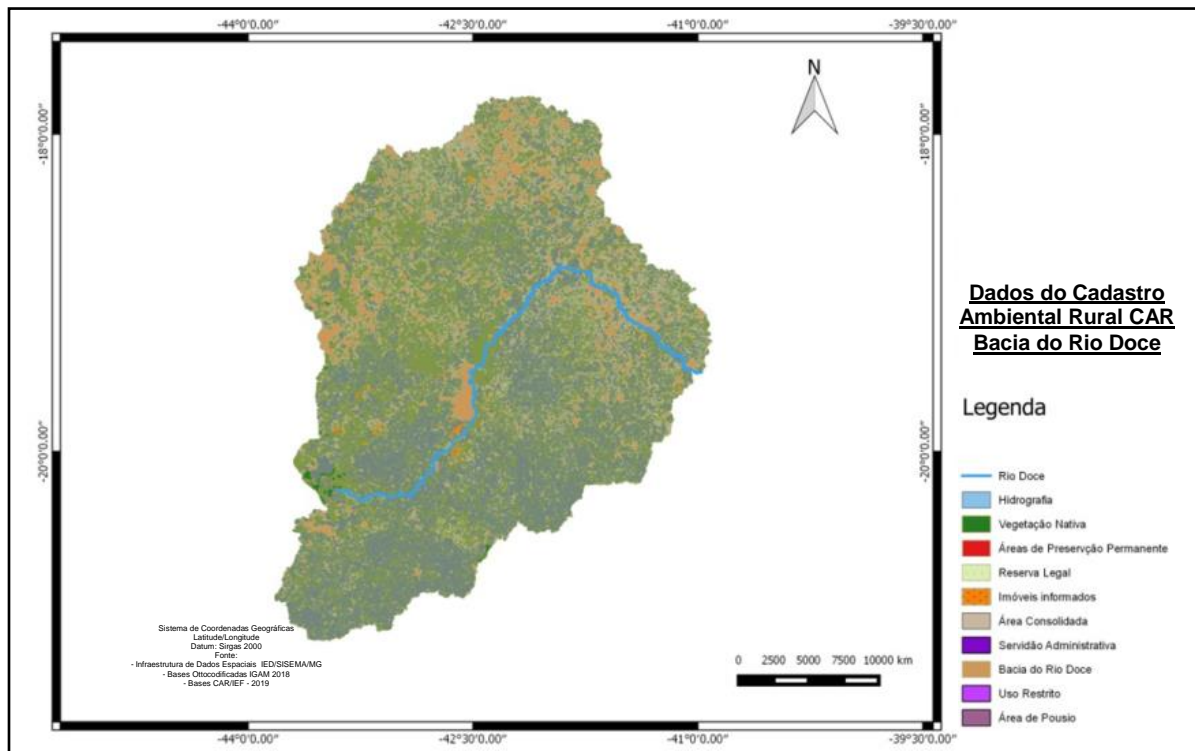 -44°0'0.00"
-42°30'0.00"
-41°0'0.00"
-39°30'0.00"
-18°0'0.00"
-18°0'0.00"
N
Dados do Cadastro
Ambiental Rural CAR
Bacia do Rio Doce
Legenda
-20°0'0.00"
-20°0'0.00"
Rio Doce
Hidrografia
Vegetação Nativa
Áreas de Preservção Permanente
Reserva Legal
Imóveis informados
Área Consolidada
Servidão Administrativa
Bacia do Rio Doce
Uso Restrito
Área de Pousio
Sistema de Coordenadas Geográficas
Latitude/Longitude
Datum: Sirgas 2000
Fonte:
- Infraestrutura de Dados Espaciais IED/SISEMA/MG
- Bases Ottocodificadas IGAM 2018
- Bases CAR/IEF - 2019
0 2500 5000 7500 10000 km
-44°0'0.00"
-42°30'0.00"
-41°0'0.00"
-39°30'0.00"